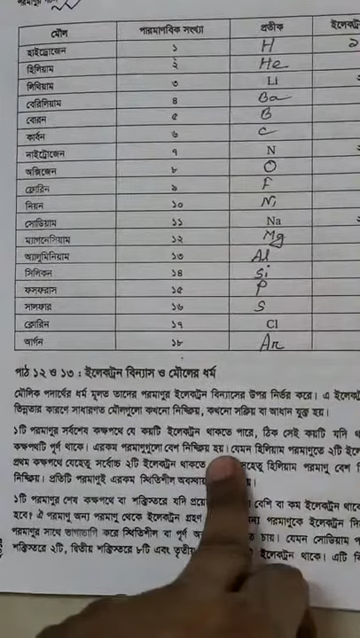 মৌল পারমাণবিক সংখ্যা প্রতীক ইলেকট্
হাইড্রোজেন ১ H
হিলিয়াম ২ He
লিথিয়াম ৩ Li
বেরিলিয়াম ৪ Ba
বোরন ৫ B
কার্বন ৬ C
নাইট্রোজেন ৭ N
অক্সিজেন ৮ O
ফ্লোরিন ৯ F
নিয়ন ১০ Ni
সোডিয়াম ১১ Na
ম্যাগনেসিয়াম ১২ Mg
অ্যালুমিনিয়াম ১৩ Al
সিলিকন ১৪ Si
ফসফরাস ১৫ P
সালফার ১৬ S
ক্লোরিন ১৭ Cl
আর্গন ১৮ Ar
পাঠ ১২ ও ১৩ : ইলেকট্রন বিন্যাস ও মৌলের ধর্ম
মৌলিক পদার্থের ধর্ম মূলত তাদের পরমাণুর ইলেকট্রন বিন্যাসের উপর নির্ভর করে। এ ইলেকট্
ভিন্নতার কারণে সাধারণত মৌলগুলো কখনো নিষ্ক্রিয়, কখনো সক্রিয় বা আধান যুক্ত হয়।
১টি পরমাণুর সর্বশেষ কক্ষপথে যে কয়টি ইলেকট্রন থাকতে পারে, ঠিক সেই কয়টি যদি
কক্ষপথটি পূর্ণ থাকে। এরকম পরমাণুগুলো বেশ নিষ্ক্রিয় হয়। যেমন হিলিয়াম পরমাণুতে ২টি
প্রথম কক্ষপথে যেহেতু সর্বোচ্চ ২টি ইলেকট্রন থাকতে হিলিয়াম পরমাণু বেশ
নিষ্ক্রিয়। প্রতিটি পরমাণুই এরকম স্থিতিশীল
১টি পরমাণুর শেষ কক্ষপথে বা শক্তিস্তরে যদি বেশি বা কম ইলেকট্রন
হবে? ঐ পরমাণু অন্য পরমাণু থেকে ইলেকট্রন গ্রহণ পরমাণুকে ইলেকট্রন
পরমাণুর সাথে ভাগাভাগি করে স্থিতিশীল বা পূর্ণ চায়। যেমন সোডিয়াম
শক্তিস্তরে ২টি, দ্বিতীয় শক্তিস্তরে ৮টি এবং ইলেকট্রন থাকে। এটি